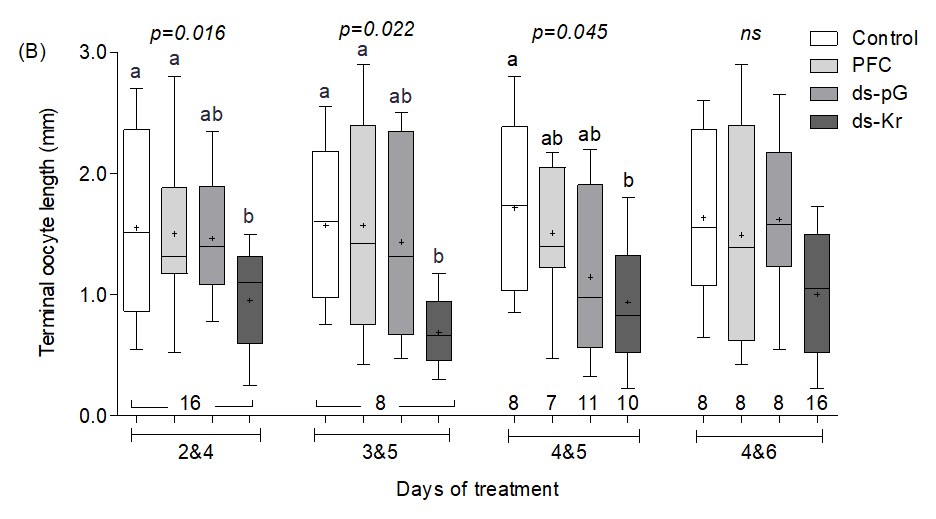 (B)
p=0.016 p=0.022 p=0.045 ns
Control
PFC
ds-pG
ds-Kr
Terminal oocyte length (mm)
3.0
2.0
1.0
0.0
a a ab b
a a ab b
a ab ab b
16 8 8 7 11 10 8 8 8 16
2&4 3&5 4&5 4&6
Days of treatment